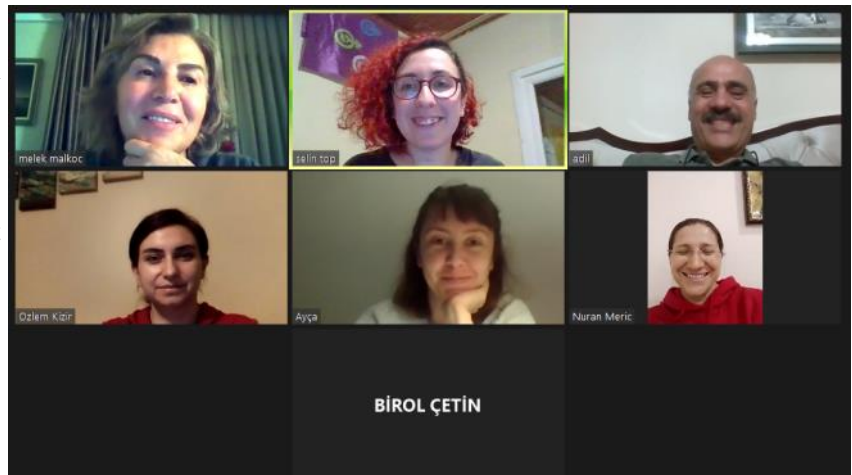 melek malkoc
selin top
adil
Ozlem Kizir
Ayça
Nuran Meric
BİROL ÇETİN